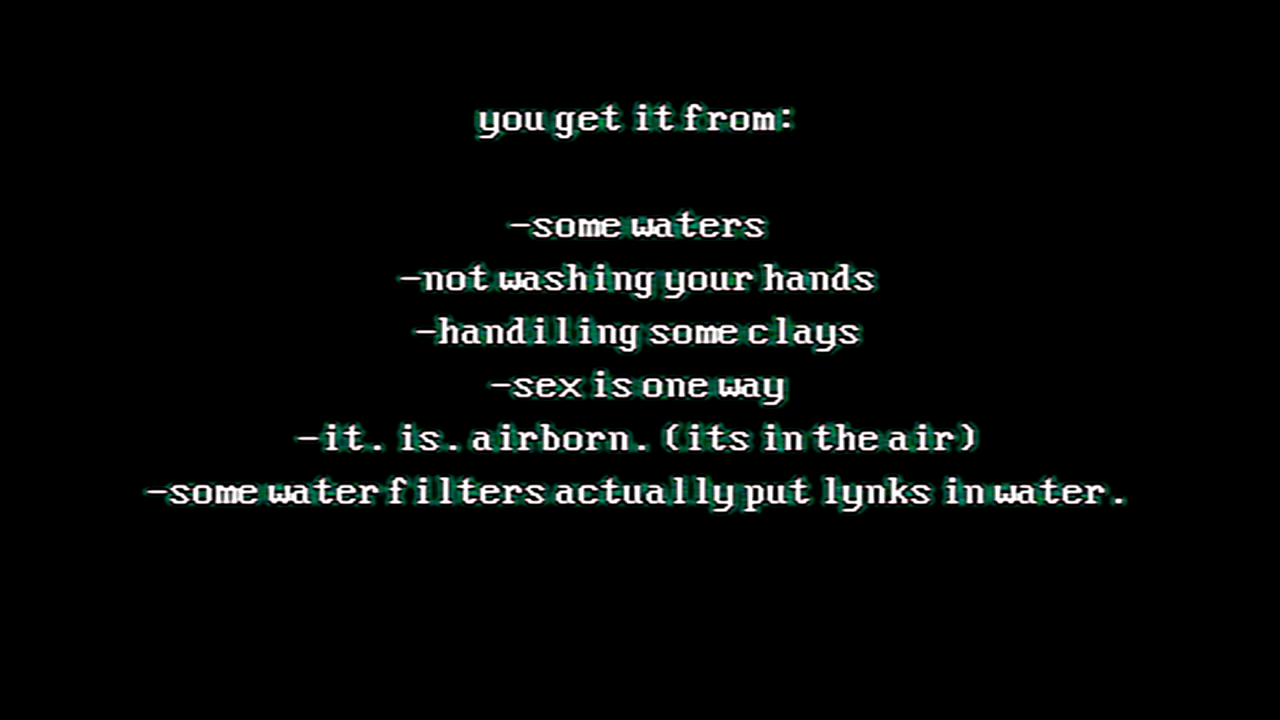 you get it from:
-some waters
-not washing your hands
-handiling some clays
-sex is one way
-it. is. airborn. (its in the air)
-some water filters actually put lynks in water.